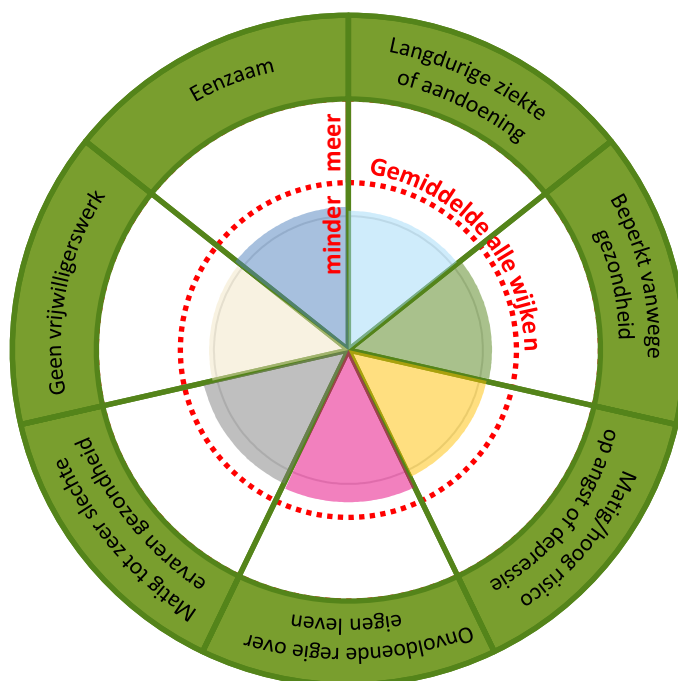 Eenzaam
Langdurige ziekte
of aandoening
Beperkt vanwege
gezondheid
Matig/hoog risico
op angst of depressie
Onvoldoende regie over
eigen leven
Matig tot zeer slechte
ervaren gezondheid
Geen vrijwilligerswerk
meer
minder
Gemiddelde alle wijken